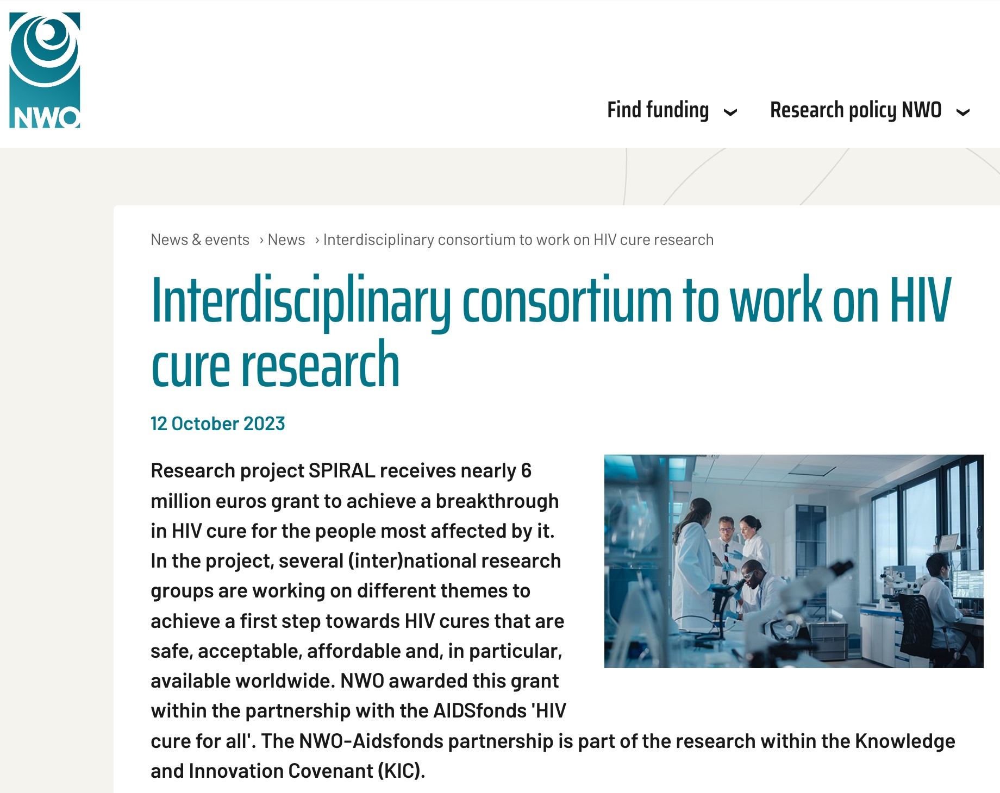 NWO
Find funding
Research policy NWO
News & events › News › Interdisciplinary consortium to work on HIV cure research
Interdisciplinary consortium to work on HIV
cure research
12 October 2023
Research project SPIRAL receives nearly 6
million euros grant to achieve a breakthrough
in HIV cure for the people most affected by it.
In the project, several (inter)national research
groups are working on different themes to
achieve a first step towards HIV cures that are
safe, acceptable, affordable and, in particular,
available worldwide. NWO awarded this grant
within the partnership with the AIDSfonds 'HIV
cure for all'. The NWO-Aidsfonds partnership is part of the research within the Knowledge
and Innovation Covenant (KIC).